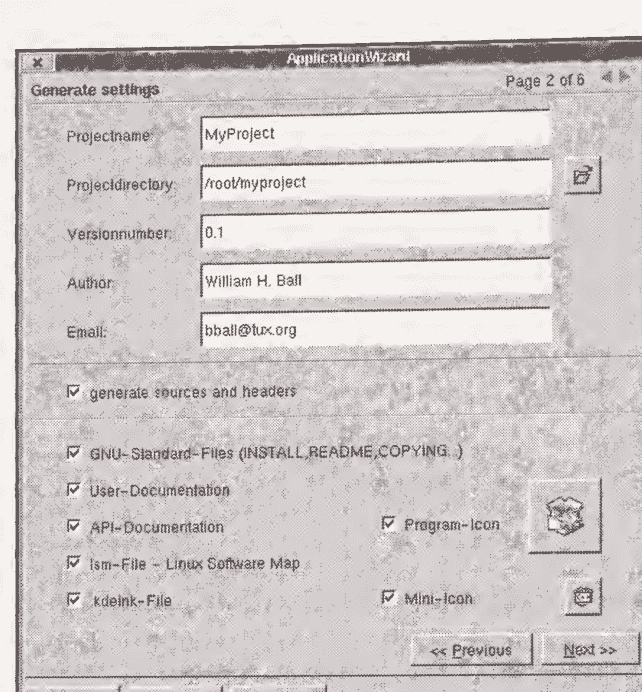 ApplicationWizard
Generate settings
Page 2 of 6
Projectname:
MyProject
Projectdirectory:
/root/myproject
Versionnumber:
0.1
Author:
William H. Ball
Email:
bball@tux.org
generate sources and headers
GNU-Standard-Files (INSTALL,README,COPYING..)
User-Documentation
API-Documentation
Program-Icon
lsm-File - Linux Software Map
kdelnk-File
Mini-Icon
<< Previous
Next >>